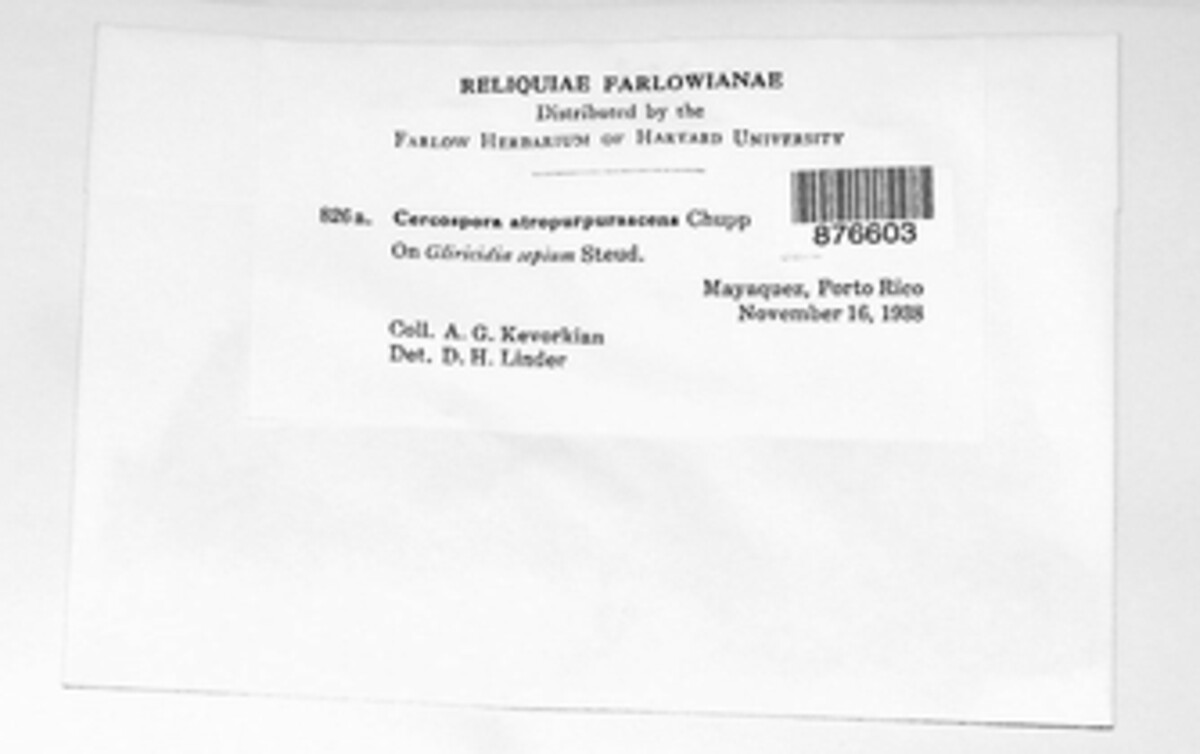 RELIQUIAE FARLOWIANAE
Distributed by the
FARLOW HERBARIUM OF HARVARD UNIVERSITY
826a. Cercospora atropurpurascens Chupp
876603
On Gliricidia sepium Steud.
Mayaquez, Porto Rico
November 16, 1938
Coll. A. G. Kevorkian
Det. D. H. Linder